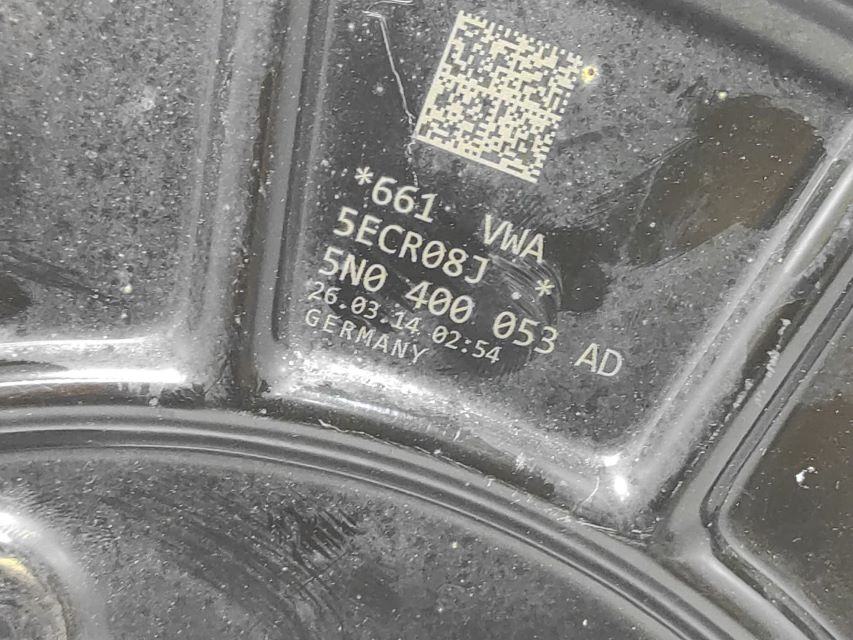 *661 VWA
5ECR08J *
5N0 400 053 AD
26.03.14 02:54
GERMANY